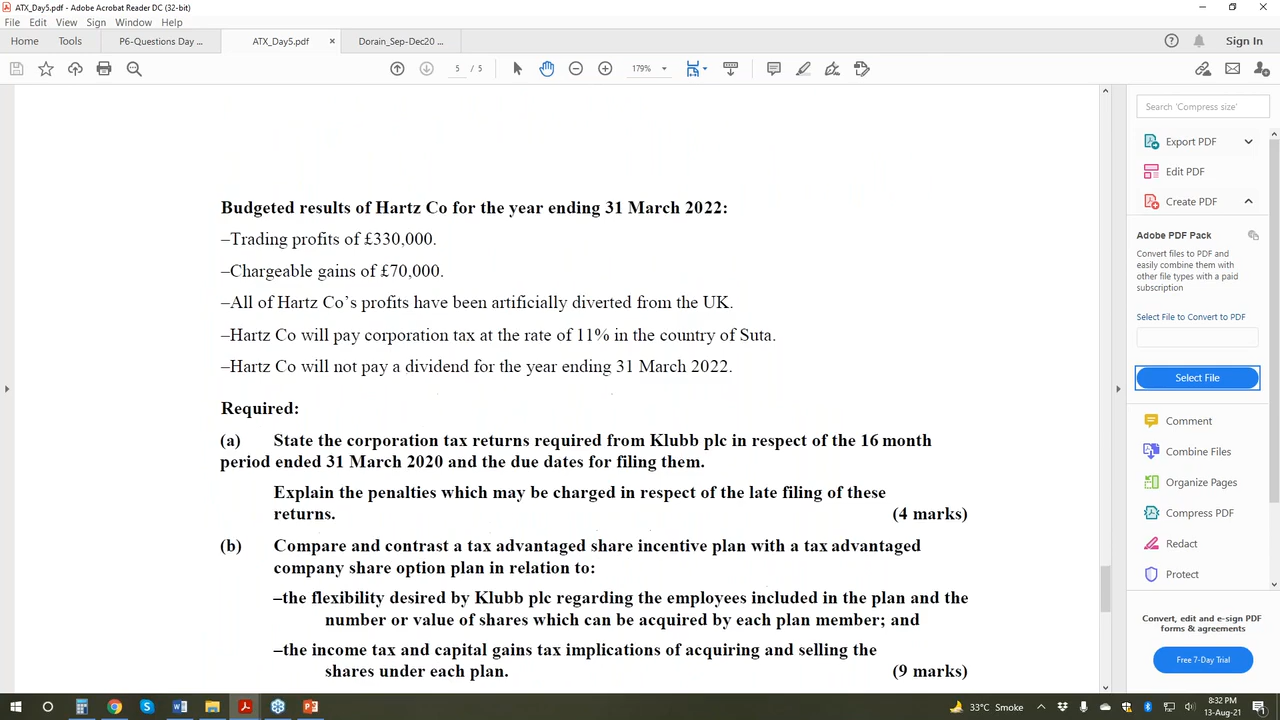 ATX_Day5.pdf - Adobe Acrobat Reader DC (32-bit)
File Edit View Sign Window Help
Home Tools P6-Questions Day ... ATX_Day5.pdf × Dorain_Sep-Dec20 ... Sign In
5 / 5 179%
Budgeted results of Hartz Co for the year ending 31 March 2022:
–Trading profits of £330,000.
–Chargeable gains of £70,000.
–All of Hartz Co’s profits have been artificially diverted from the UK.
–Hartz Co will pay corporation tax at the rate of 11% in the country of Suta.
–Hartz Co will not pay a dividend for the year ending 31 March 2022.
Required:
(a) State the corporation tax returns required from Klubb plc in respect of the 16 month
period ended 31 March 2020 and the due dates for filing them.
Explain the penalties which may be charged in respect of the late filing of these
returns. (4 marks)
(b) Compare and contrast a tax advantaged share incentive plan with a tax advantaged
company share option plan in relation to:
–the flexibility desired by Klubb plc regarding the employees included in the plan and the
number or value of shares which can be acquired by each plan member; and
–the income tax and capital gains tax implications of acquiring and selling the
shares under each plan. (9 marks)
Search 'Compress size'
Export PDF
Edit PDF
Create PDF
Adobe PDF Pack
Convert files to PDF and
easily combine them with
other file types with a paid
subscription
Select File to Convert to PDF
Select File
Comment
Combine Files
Organize Pages
Compress PDF
Redact
Protect
Convert, edit and e-sign PDF
forms & agreements
Free 7-Day Trial
33°C Smoke
8:32 PM
13-Aug-21